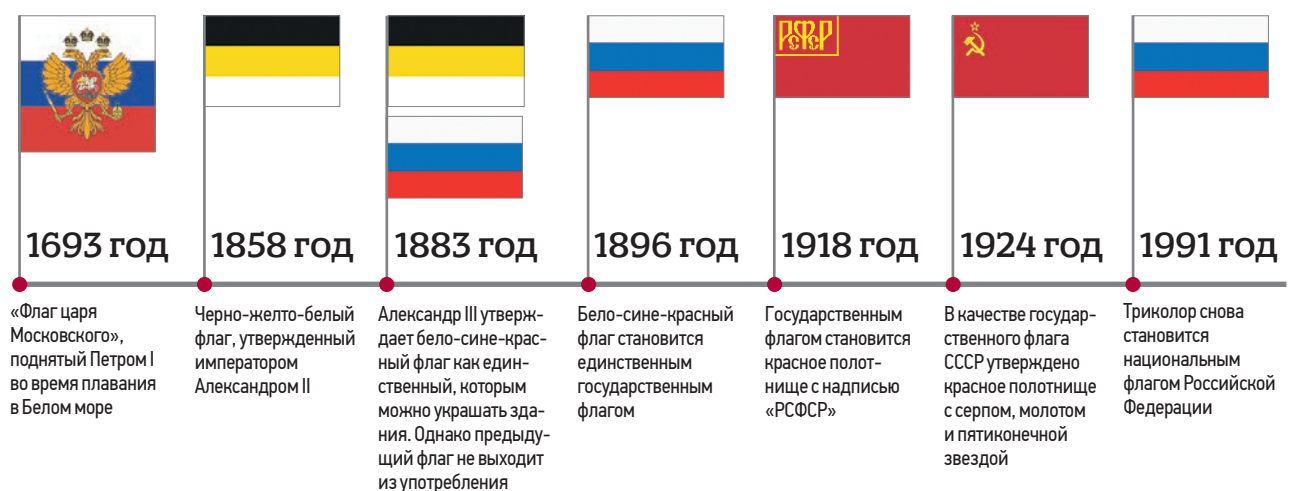 РСФСР
1693 год
«Флаг царя
Московского»,
поднятый Петром I
во время плавания
в Белом море
1858 год
Черно-желто-белый
флаг, утвержденный
императором
Александром II
1883 год
Александр III утверж-
дает бело-сине-крас-
ный флаг как един-
ственный, которым
можно украшать зда-
ния. Однако предыду-
щий флаг не выходит
из употребления
1896 год
Бело-сине-красный
флаг становится
единственным
государственным
флагом
1918 год
Государственным
флагом становится
красное полот-
нище с надписью
«РСФСР»
1924 год
В качестве государ-
ственного флага
СССР утверждено
красное полотнище
с серпом, молотом
и пятиконечной
звездой
1991 год
Триколор снова
становится
национальным
флагом Российской
Федерации